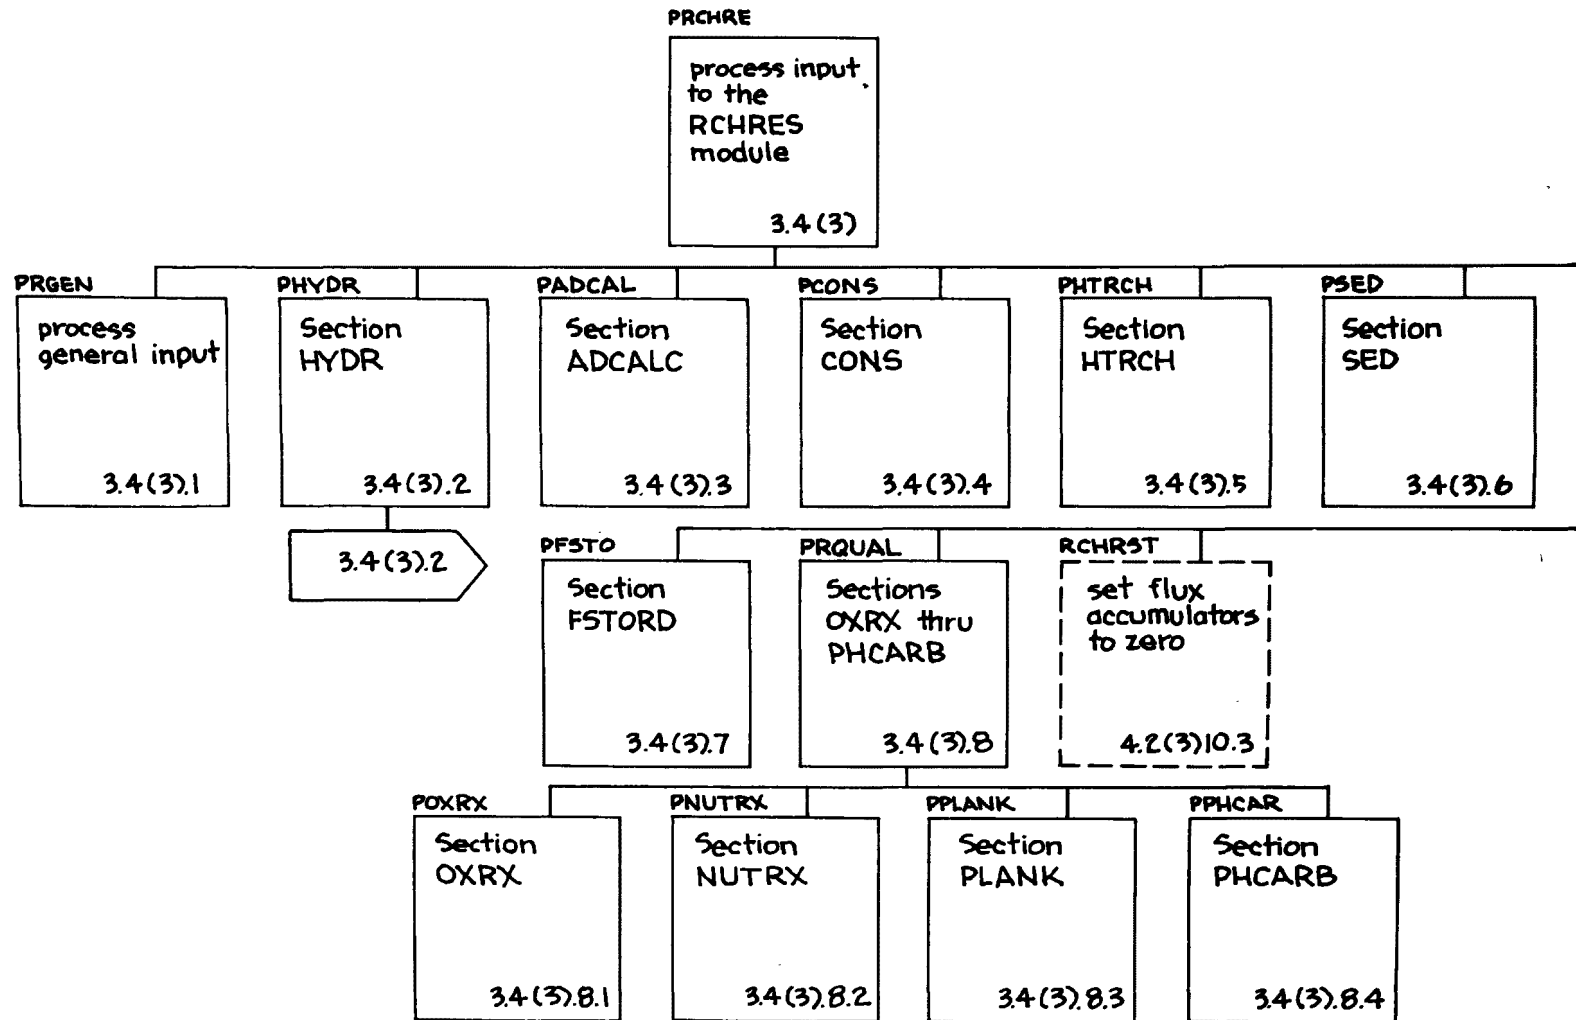 PRCHRE
process input
to the
RCHRES
module
3.4(3)
PRGEN
process
general input
3.4(3).1
PHYDR
Section
HYDR
3.4(3).2
3.4(3).2
PADCAL
Section
ADCALC
3.4(3).3
PCONS
Section
CONS
3.4(3).4
PHTRCH
Section
HTRCH
3.4(3).5
PSED
Section
SED
3.4(3).6
PFSTO
Section
FSTORD
3.4(3).7
PRQUAL
Sections
OXRX thru
PHCARB
3.4(3).8
RCHRST
set flux
accumulators
to zero
4.2(3)10.3
POXRX
Section
OXRX
3.4(3).8.1
PNUTRX
Section
NUTRX
3.4(3).8.2
PPLANK
Section
PLANK
3.4(3).8.3
PPHCAR
Section
PHCARB
3.4(3).8.4